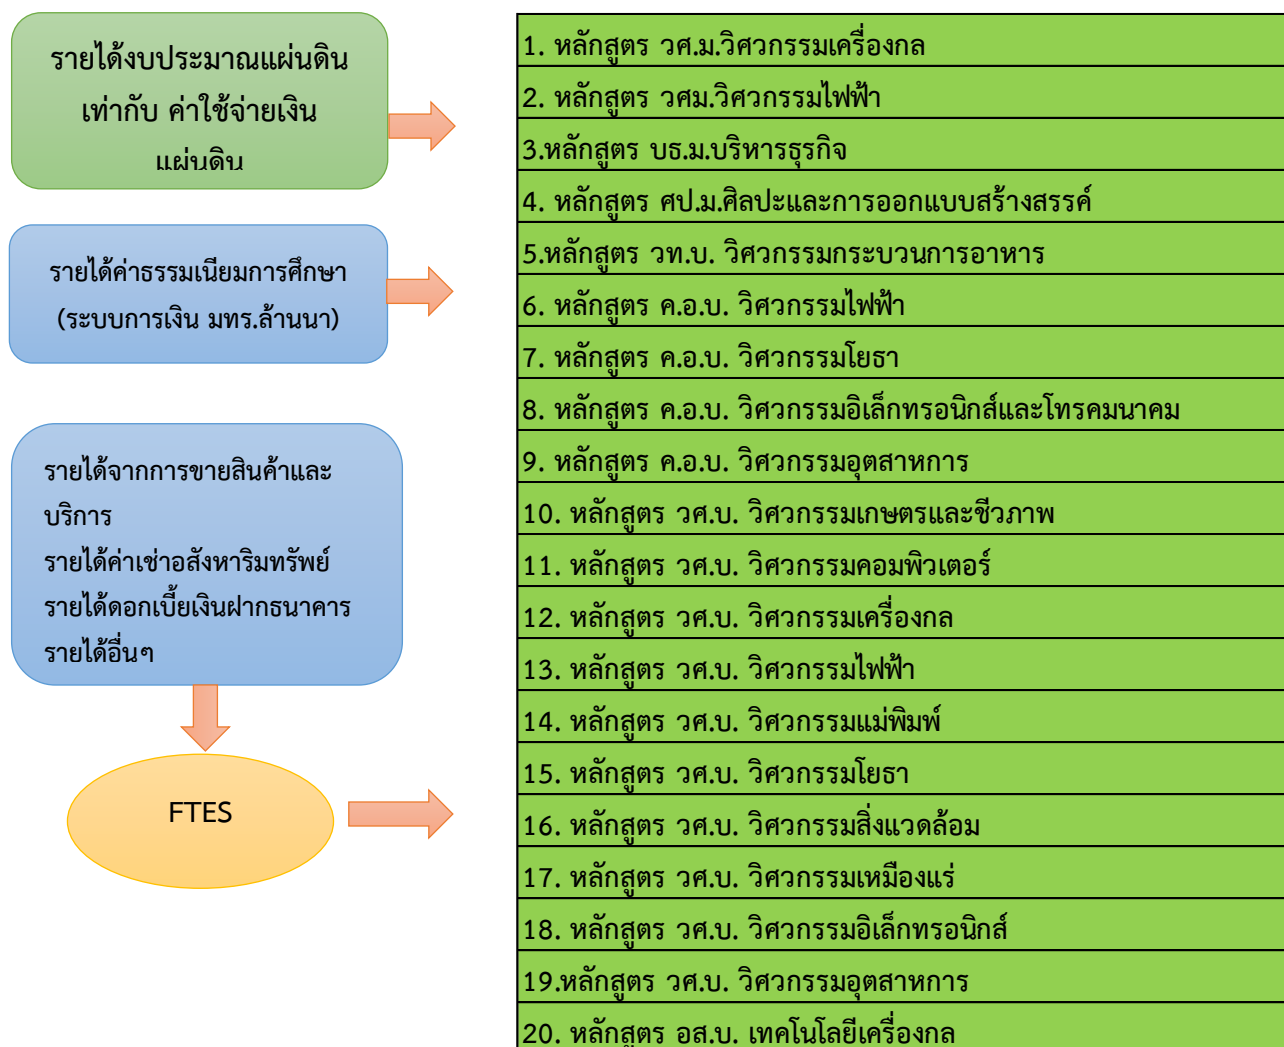 รายได้งบประมาณแผ่นดิน
เท่ากับ ค่าใช้จ่ายเงิน
แผ่นดิน
รายได้ค่าธรรมเนียมการศึกษา
(ระบบการเงิน มทร.ล้านนา)
รายได้จากการขายสินค้าและ
บริการ
รายได้ค่าเช่าอสังหาริมทรัพย์
รายได้ดอกเบี้ยเงินฝากธนาคาร
รายได้อื่นๆ
FTES
1. หลักสูตร วศ.ม.วิศวกรรมเครื่องกล
2. หลักสูตร วศม.วิศวกรรมไฟฟ้า
3.หลักสูตร บธ.ม.บริหารธุรกิจ
4. หลักสูตร ศป.ม.ศิลปะและการออกแบบสร้างสรรค์
5.หลักสูตร วท.บ. วิศวกรรมกระบวนการอาหาร
6. หลักสูตร ค.อ.บ. วิศวกรรมไฟฟ้า
7. หลักสูตร ค.อ.บ. วิศวกรรมโยธา
8. หลักสูตร ค.อ.บ. วิศวกรรมอิเล็กทรอนิกส์และโทรคมนาคม
9. หลักสูตร ค.อ.บ. วิศวกรรมอุตสาหการ
10. หลักสูตร วศ.บ. วิศวกรรมเกษตรและชีวภาพ
11. หลักสูตร วศ.บ. วิศวกรรมคอมพิวเตอร์
12. หลักสูตร วศ.บ. วิศวกรรมเครื่องกล
13. หลักสูตร วศ.บ. วิศวกรรมไฟฟ้า
14. หลักสูตร วศ.บ. วิศวกรรมแม่พิมพ์
15. หลักสูตร วศ.บ. วิศวกรรมโยธา
16. หลักสูตร วศ.บ. วิศวกรรมสิ่งแวดล้อม
17. หลักสูตร วศ.บ. วิศวกรรมเหมืองแร่
18. หลักสูตร วศ.บ. วิศวกรรมอิเล็กทรอนิกส์
19.หลักสูตร วศ.บ. วิศวกรรมอุตสาหการ
20. หลักสูตร อส.บ. เทคโนโลยีเครื่องกล